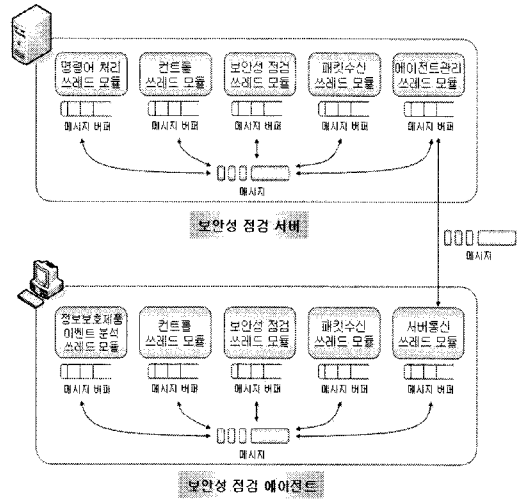 명령어 처리
쓰레드 모듈
컨트롤
쓰레드 모듈
보안성 점검
쓰레드 모듈
패킷수신
쓰레드 모듈
에이전트관리
쓰레드 모듈
메시지 버퍼
메시지 버퍼
메시지 버퍼
메시지 버퍼
메시지 버퍼
메시지
보안성 점검 서버
메시지
정보보호제품
이벤트 분석
쓰레드 모듈
컨트롤
쓰레드 모듈
보안성 점검
쓰레드 모듈
패킷수신
쓰레드 모듈
서버통신
쓰레드 모듈
메시지 버퍼
메시지 버퍼
메시지 버퍼
메시지 버퍼
메시지 버퍼
메시지
보안성 점검 에이전트